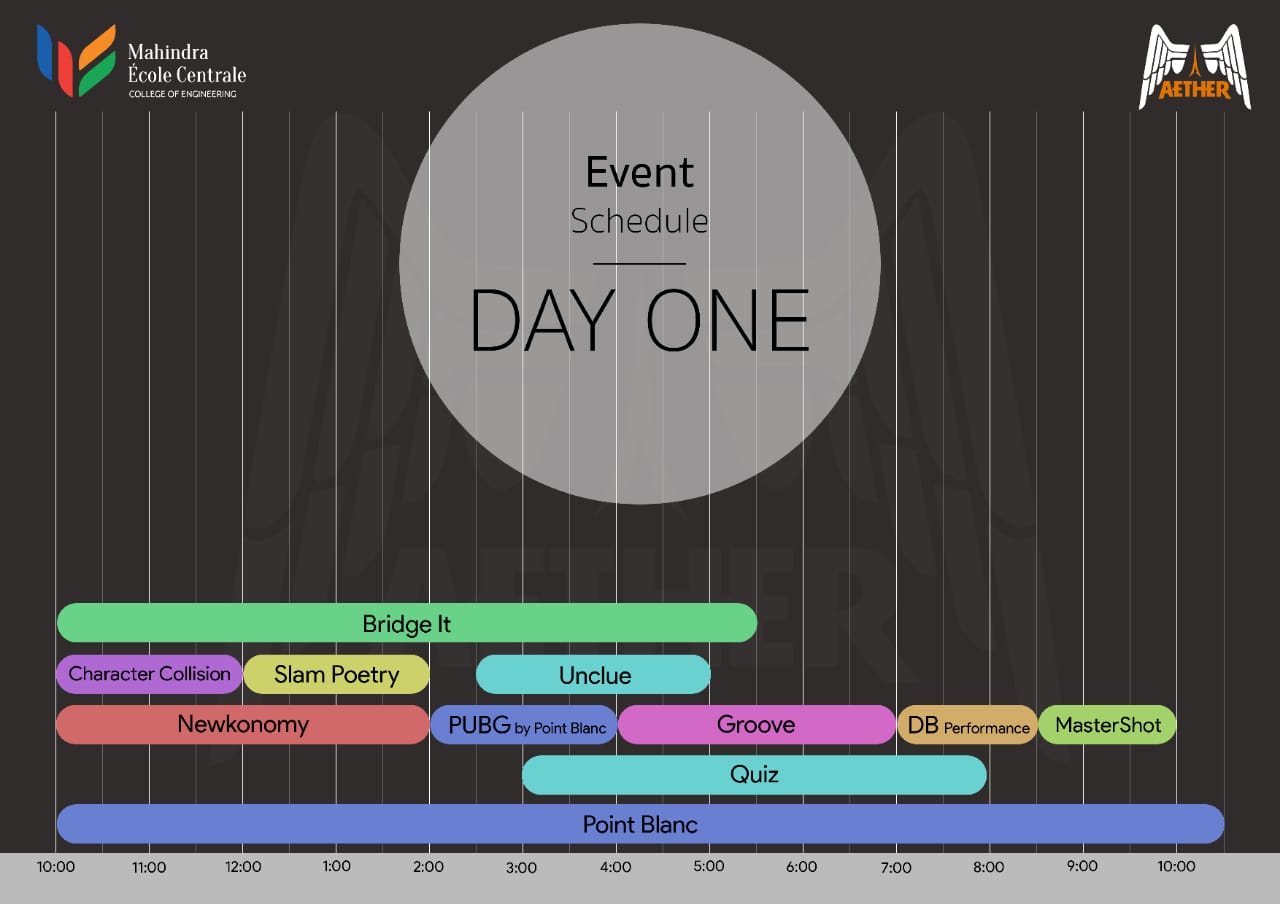 Mahindra
École Centrale
COLLEGE OF ENGINEERING
AETHER
Event
Schedule
DAY ONE
AETHER
Bridge It
Character Collision Slam Poetry Unclue
Newkonomy PUBG by Point Blanc Groove DB Performance MasterShot
Quiz
Point Blanc
10:00 11:00 12:00 1:00 2:00 3:00 4:00 5:00 6:00 7:00 8:00 9:00 10:00